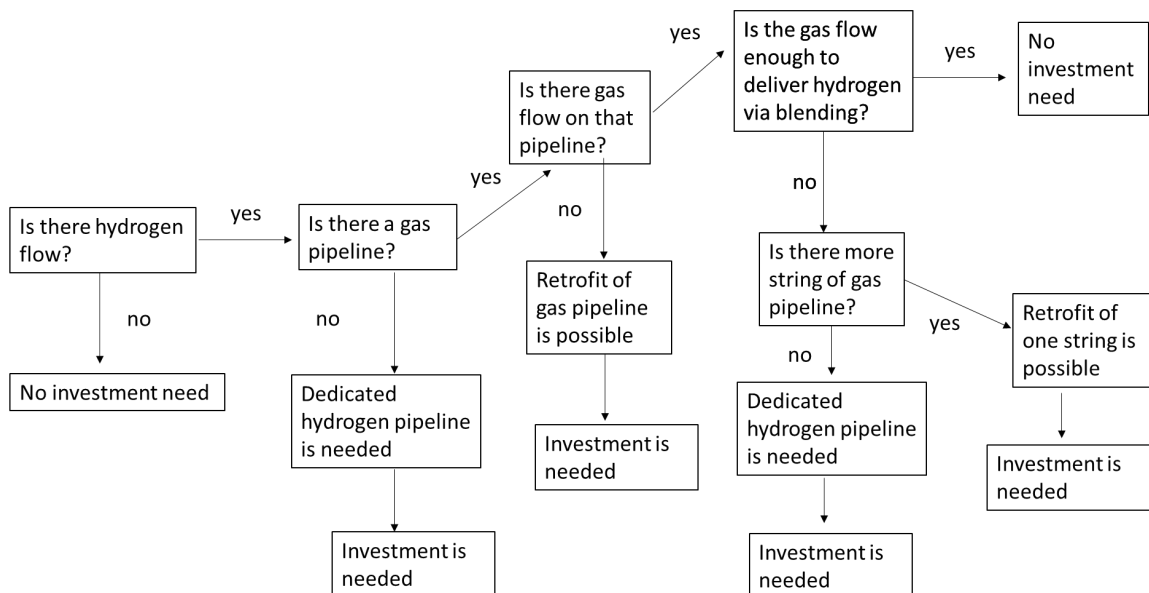 Is there hydrogen
flow?
yes
no
No investment need
Is there a gas
pipeline?
yes
no
Dedicated
hydrogen pipeline
is needed
Investment is
needed
Is there gas
flow on that
pipeline?
yes
no
Retrofit of
gas pipeline
is possible
Investment is
needed
Is the gas flow
enough to
deliver hydrogen
via blending?
yes
No
investment
need
no
Is there more
string of gas
pipeline?
yes
no
Dedicated
hydrogen pipeline
is needed
Investment is
needed
Retrofit of
one string is
possible
Investment is
needed